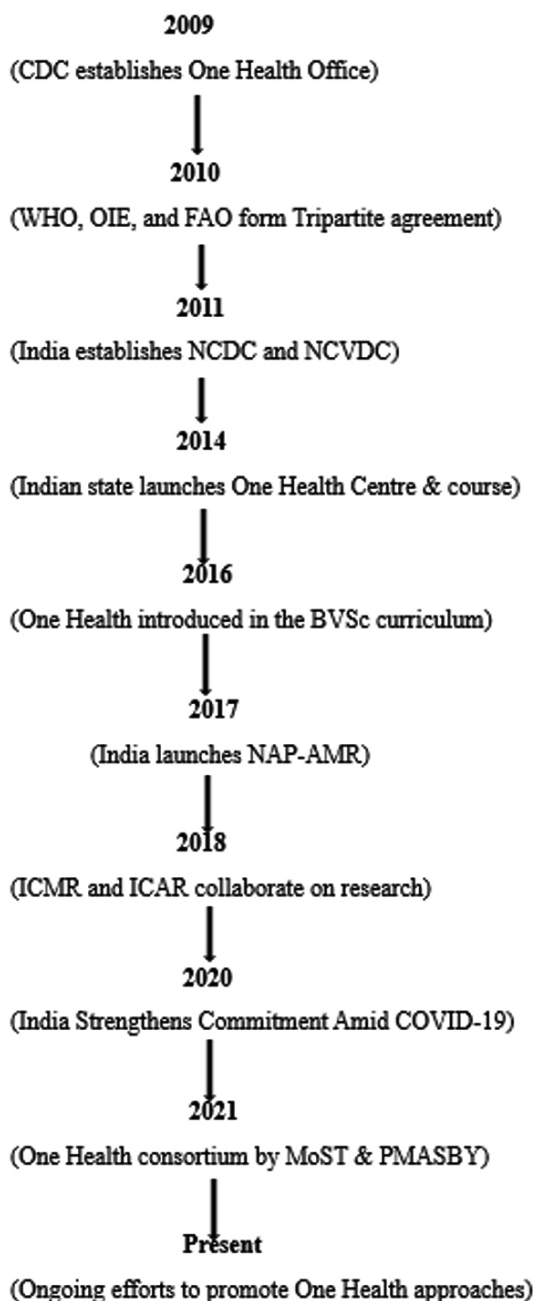 2009
(CDC establishes One Health Office)
2010
(WHO, OIE, and FAO form Tripartite agreement)
2011
(India establishes NCDC and NCVDC)
2014
(Indian state launches One Health Centre & course)
2016
(One Health introduced in the BVSc curriculum)
2017
(India launches NAP-AMR)
2018
(ICMR and ICAR collaborate on research)
2020
(India Strengthens Commitment Amid COVID-19)
2021
(One Health consortium by MoST & PMASBY)
Present
(Ongoing efforts to promote One Health approaches)